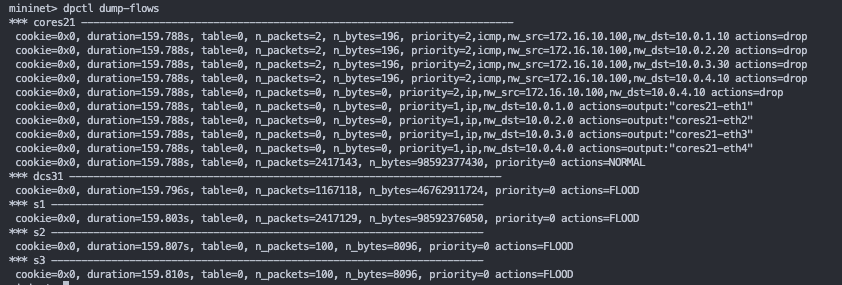 mininet> dpctl dump-flows
*** cores21 ------------------------------------------------------------------------
cookie=0x0, duration=159.788s, table=0, n_packets=2, n_bytes=196, priority=2,icmp,nw_src=172.16.10.100,nw_dst=10.0.1.10 actions=drop
cookie=0x0, duration=159.788s, table=0, n_packets=2, n_bytes=196, priority=2,icmp,nw_src=172.16.10.100,nw_dst=10.0.2.20 actions=drop
cookie=0x0, duration=159.788s, table=0, n_packets=2, n_bytes=196, priority=2,icmp,nw_src=172.16.10.100,nw_dst=10.0.3.30 actions=drop
cookie=0x0, duration=159.788s, table=0, n_packets=2, n_bytes=196, priority=2,icmp,nw_src=172.16.10.100,nw_dst=10.0.4.10 actions=drop
cookie=0x0, duration=159.788s, table=0, n_packets=0, n_bytes=0, priority=2,ip,nw_src=172.16.10.100,nw_dst=10.0.4.10 actions=drop
cookie=0x0, duration=159.788s, table=0, n_packets=0, n_bytes=0, priority=1,ip,nw_dst=10.0.1.0 actions=output:"cores21-eth1"
cookie=0x0, duration=159.788s, table=0, n_packets=0, n_bytes=0, priority=1,ip,nw_dst=10.0.2.0 actions=output:"cores21-eth2"
cookie=0x0, duration=159.788s, table=0, n_packets=0, n_bytes=0, priority=1,ip,nw_dst=10.0.3.0 actions=output:"cores21-eth3"
cookie=0x0, duration=159.788s, table=0, n_packets=0, n_bytes=0, priority=1,ip,nw_dst=10.0.4.0 actions=output:"cores21-eth4"
cookie=0x0, duration=159.788s, table=0, n_packets=2417143, n_bytes=98592377430, priority=0 actions=NORMAL
*** dcs31 ------------------------------------------------------------------------
cookie=0x0, duration=159.796s, table=0, n_packets=1167118, n_bytes=46762911724, priority=0 actions=FLOOD
*** s1 ------------------------------------------------------------------------
cookie=0x0, duration=159.803s, table=0, n_packets=2417129, n_bytes=98592376050, priority=0 actions=FLOOD
*** s2 ------------------------------------------------------------------------
cookie=0x0, duration=159.807s, table=0, n_packets=100, n_bytes=8096, priority=0 actions=FLOOD
*** s3 ------------------------------------------------------------------------
cookie=0x0, duration=159.810s, table=0, n_packets=100, n_bytes=8096, priority=0 actions=FLOOD